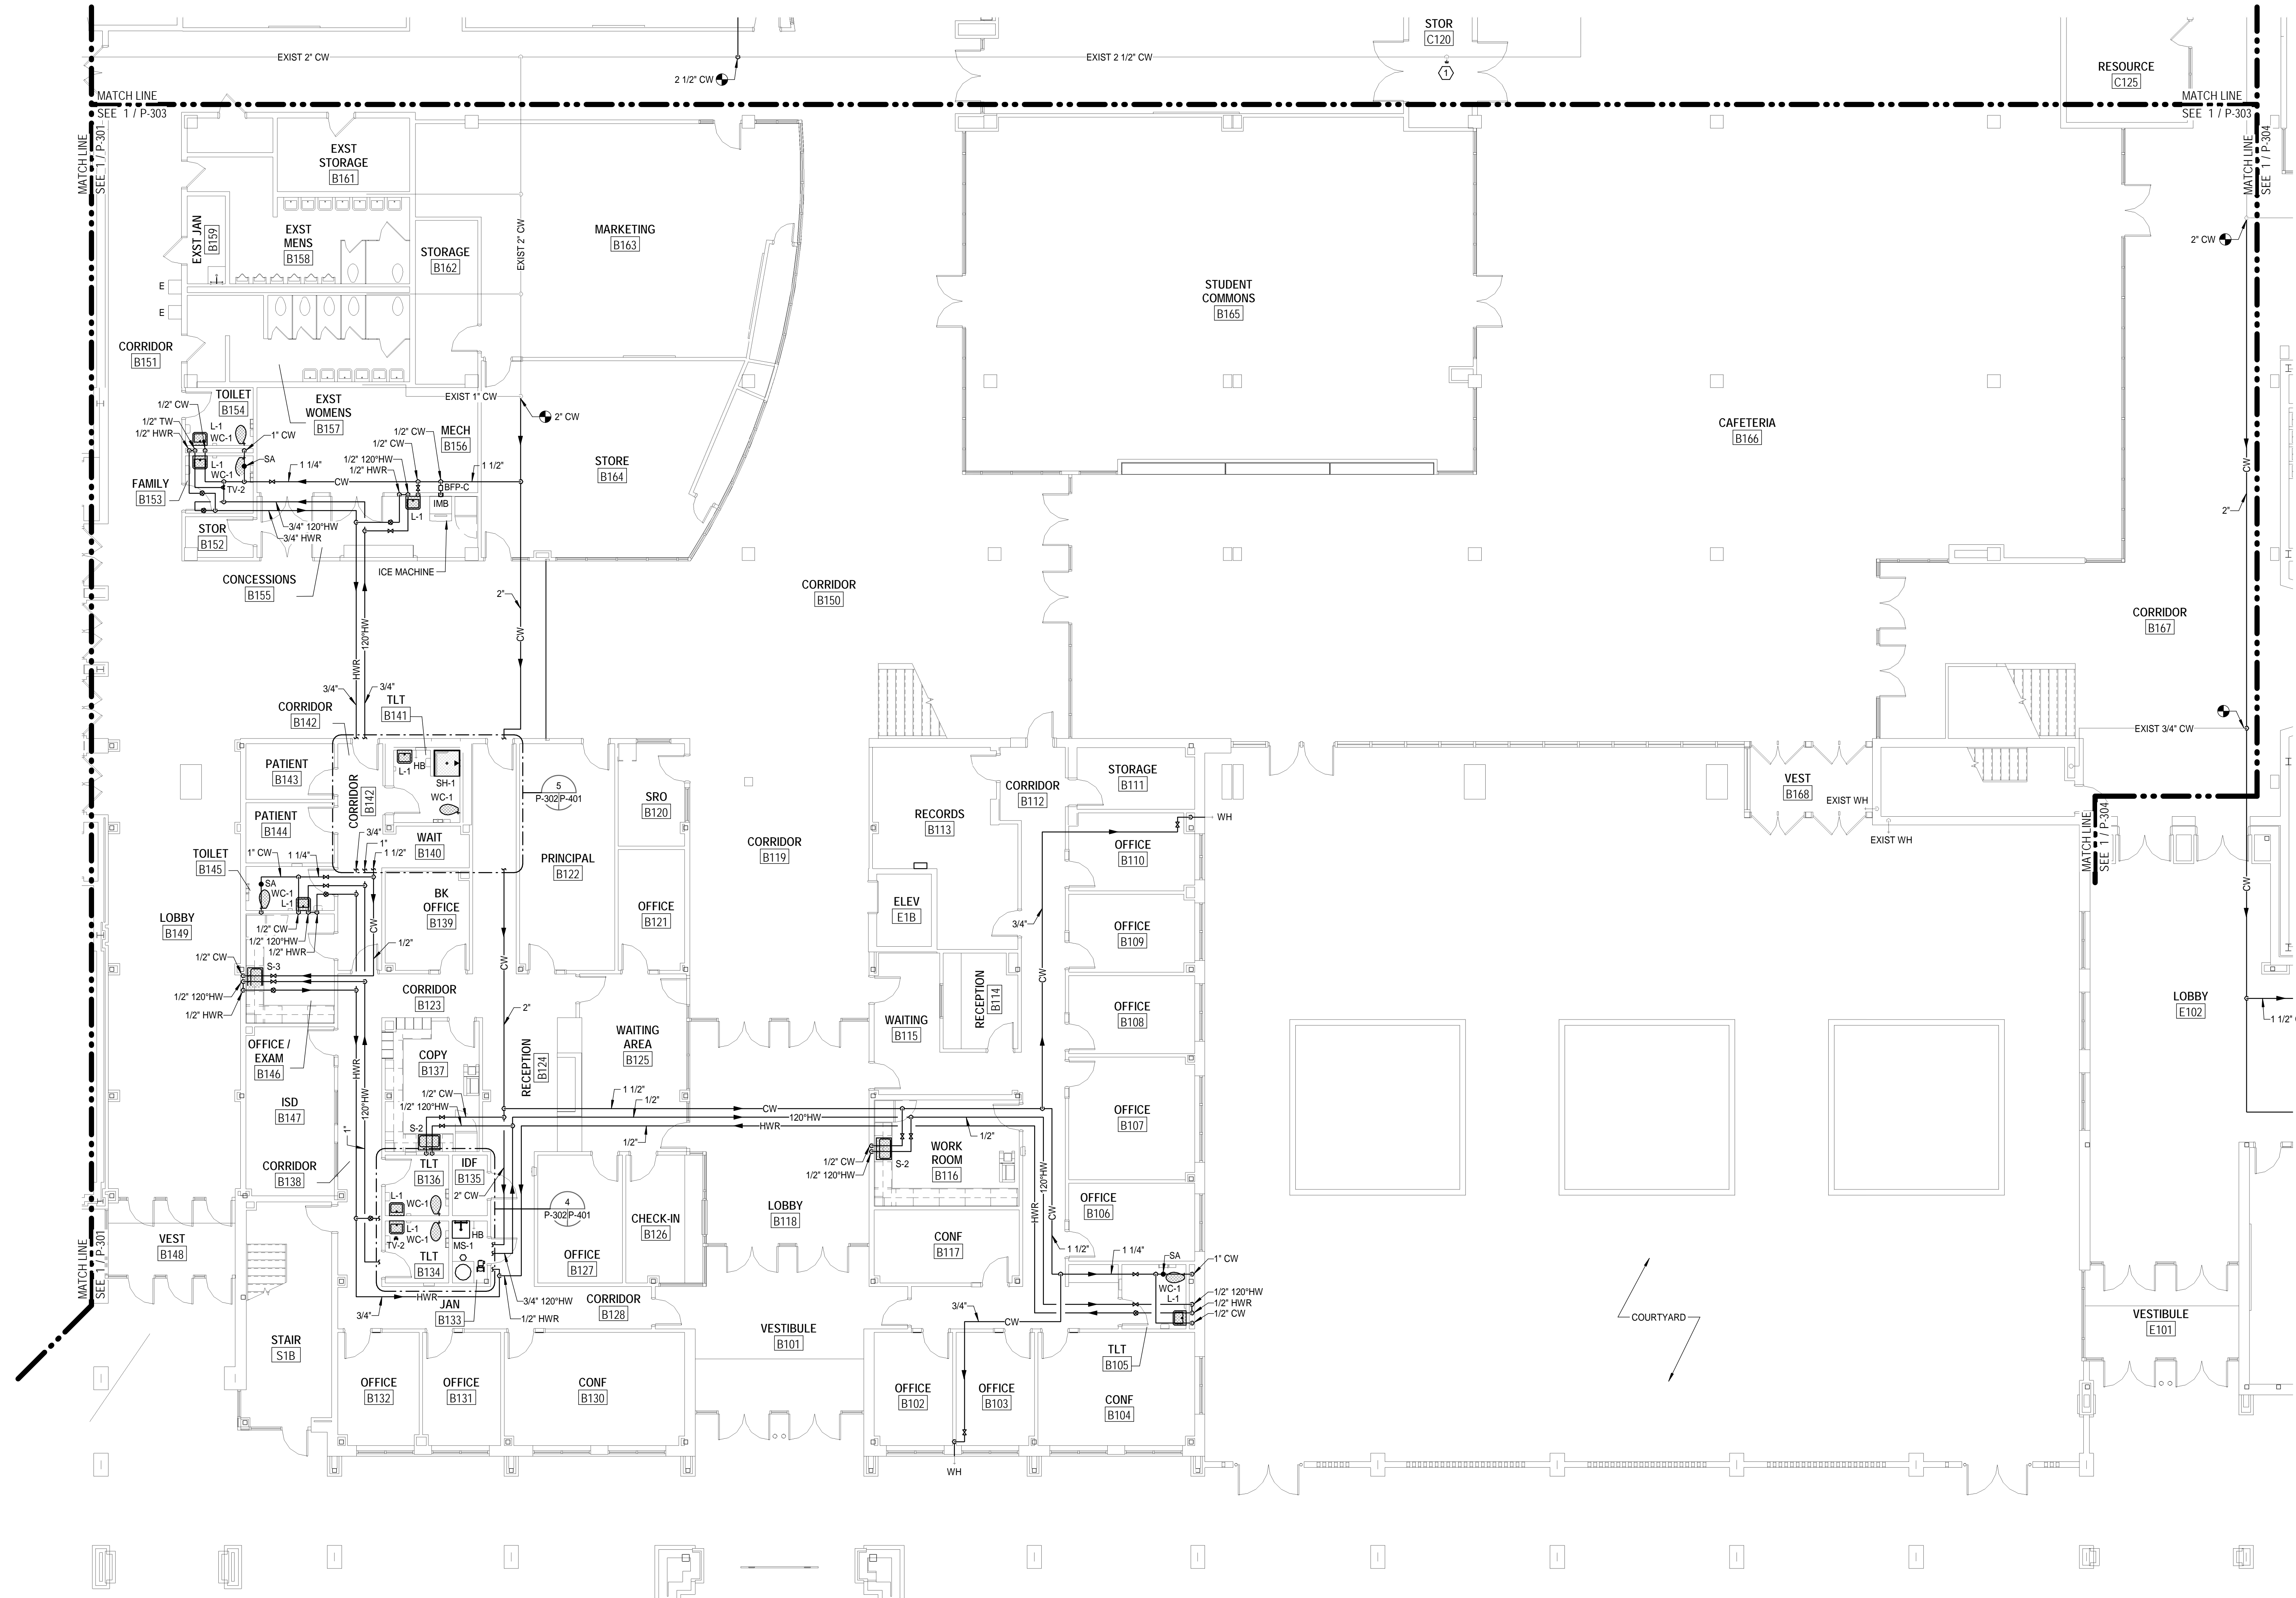 STOR
C120
EXIST 2" CW
2 1/2" CW
EXIST 2 1/2" CW
1
RESOURCE
C125
MATCH LINE
SEE 1 / P-303
MATCH LINE
SEE 1 / P-303
MATCH LINE
SEE 1 / P-301
MATCH LINE
SEE 1 / P-304
EXST
STORAGE
B161
EXST JAN
B159
EXST
MENS
B158
STORAGE
B162
EXIST 2" CW
MARKETING
B163
STUDENT
COMMONS
B165
2" CW
E
E
CORRIDOR
B151
TOILET
B154
EXST
WOMENS
B157
EXIST 1" CW
2" CW
1/2" CW
1/2" TW
1/2" HWR
L-1
WC-1
1" CW
MECH
B156
1/2" CW
1/2" CW
1/2" 120°HW
1/2" HWR
1 1/2"
SA
L-1
WC-1
1 1/4"
CW
TV-2
BFP-C
IMB
L-1
FAMILY
B153
STORE
B164
CAFETERIA
B166
CW
2"
STOR
B152
3/4" 120°HW
3/4" HWR
ICE MACHINE
CONCESSIONS
B155
2"
CW
CORRIDOR
B150
CORRIDOR
B167
HWR
120°HW
3/4"
3/4"
CORRIDOR
B142
TLT
B141
EXIST 3/4" CW
PATIENT
B143
CORRIDOR
B142
L-1
HB
SH-1
WC-1
5
P-302
P-401
SRO
B120
CORRIDOR
B112
STORAGE
B111
VEST
B168
EXIST WH
EXIST WH
MATCH LINE
SEE 1 / P-304
PATIENT
B144
3/4"
1"
1 1/2"
WAIT
B140
PRINCIPAL
B122
CORRIDOR
B119
RECORDS
B113
WH
OFFICE
B110
TOILET
B145
1" CW
1 1/4"
SA
WC-1
L-1
BK
OFFICE
B139
OFFICE
B121
ELEV
E1B
3/4"
CW
OFFICE
B109
CW
LOBBY
B149
1/2" CW
1/2" 120°HW
1/2" HWR
CW
1/2"
1/2" CW
S-3
1/2" 120°HW
1/2" HWR
CW
CORRIDOR
B123
2"
OFFICE /
EXAM
B146
WAITING
AREA
B125
WAITING
B115
RECEPTION
B114
CW
OFFICE
B108
LOBBY
E102
1 1/2"
COPY
B137
RECEPTION
B124
ISD
B147
HWR
120°HW
1"
1/2" CW
1/2" 120°HW
S-2
1 1/2"
1/2"
CW
120°HW
HWR
1/2"
1/2"
OFFICE
B107
WORK
ROOM
B116
1/2" CW
1/2" 120°HW
S-2
CORRIDOR
B138
TLT
B136
IDF
B135
2" CW
L-1
WC-1
4
P-302
P-401
CHECK-IN
B126
LOBBY
B118
OFFICE
B106
HWR
120°HW
CW
VEST
B148
L-1
WC-1
TV-2
MS-1
HB
TLT
B134
OFFICE
B127
CONF
B117
1 1/2"
1 1/4"
SA
1" CW
WC-1
L-1
1/2" 120°HW
1/2" HWR
1/2" CW
MATCH LINE
SEE 1 / P-301
HWR
3/4"
JAN
B133
3/4" 120°HW
1/2" HWR
CORRIDOR
B128
VESTIBULE
B101
3/4"
CW
COURTYARD
VESTIBULE
E101
STAIR
S1B
TLT
B105
OFFICE
B132
OFFICE
B131
CONF
B130
OFFICE
B102
OFFICE
B103
CONF
B104
WH